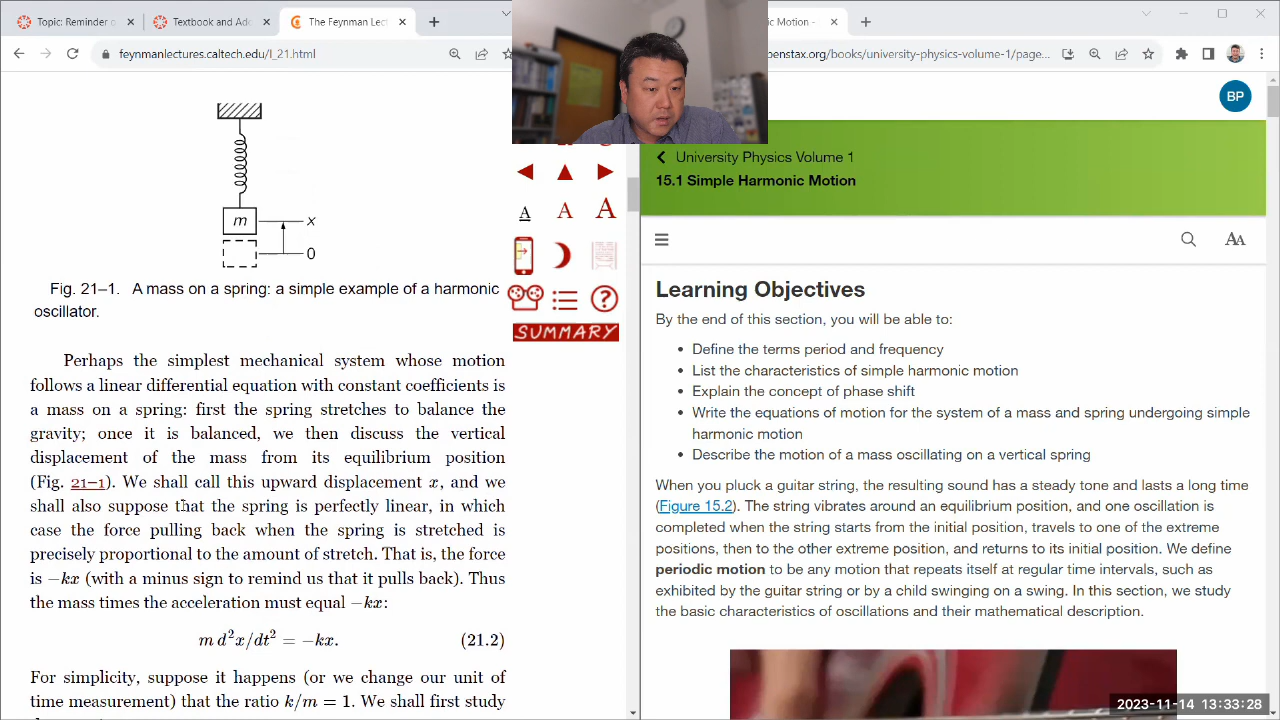 Topic: Reminder o
Textbook and Ad
The Feynman Lect
Motion -
feynmanlectures.caltech.edu/I_21.html
openstax.org/books/university-physics-volume-1/page...
BP
m
x
0
Fig. 21–1. A mass on a spring: a simple example of a harmonic
oscillator.
Perhaps the simplest mechanical system whose motion
follows a linear differential equation with constant coefficients is
a mass on a spring: first the spring stretches to balance the
gravity; once it is balanced, we then discuss the vertical
displacement of the mass from its equilibrium position
(Fig. 21–1). We shall call this upward displacement x, and we
shall also suppose that the spring is perfectly linear, in which
case the force pulling back when the spring is stretched is
precisely proportional to the amount of stretch. That is, the force
is −kx (with a minus sign to remind us that it pulls back). Thus
the mass times the acceleration must equal −kx:
m d²x/dt² = −kx. (21.2)
For simplicity, suppose it happens (or we change our unit of
time measurement) that the ratio k/m = 1. We shall first study
A A A
?
SUMMARY
University Physics Volume 1
15.1 Simple Harmonic Motion
AA
Learning Objectives
By the end of this section, you will be able to:
• Define the terms period and frequency
• List the characteristics of simple harmonic motion
• Explain the concept of phase shift
• Write the equations of motion for the system of a mass and spring undergoing simple
harmonic motion
• Describe the motion of a mass oscillating on a vertical spring
When you pluck a guitar string, the resulting sound has a steady tone and lasts a long time
(Figure 15.2). The string vibrates around an equilibrium position, and one oscillation is
completed when the string starts from the initial position, travels to one of the extreme
positions, then to the other extreme position, and returns to its initial position. We define
periodic motion to be any motion that repeats itself at regular time intervals, such as
exhibited by the guitar string or by a child swinging on a swing. In this section, we study
the basic characteristics of oscillations and their mathematical description.
2023-11-14 13:33:28